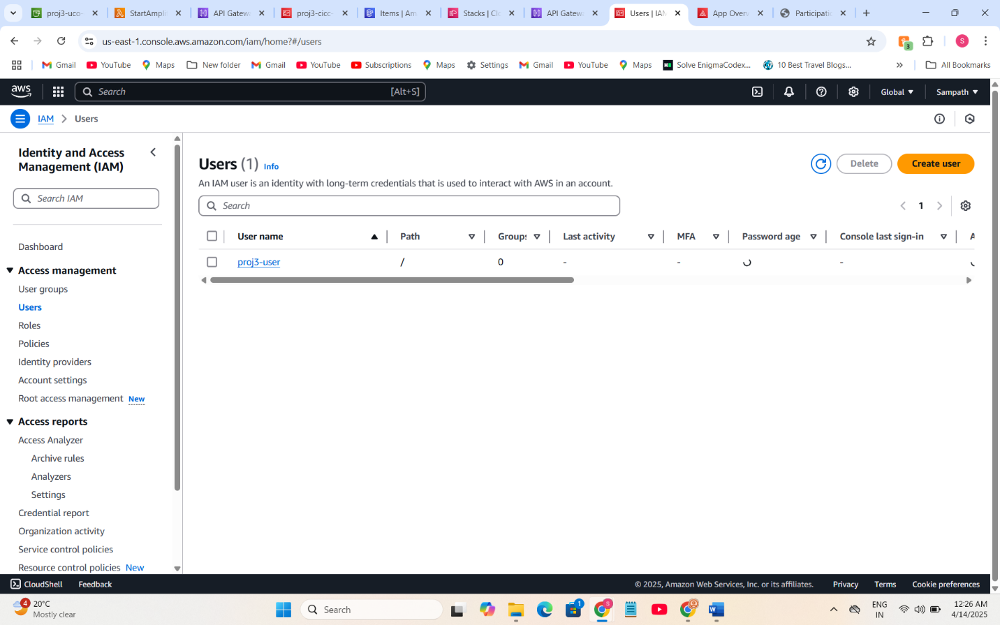 proj3-uco-
StartAmpli
API Gatew
proj3-cicc-
Items | Am
Stacks | Clo
API Gatew
Users | IAM
App Over
Participatio
us-east-1.console.aws.amazon.com/iam/home?#/users
3
S
Gmail
YouTube
Maps
New folder
Gmail
YouTube
Subscriptions
Maps
Settings
Gmail
YouTube
Maps
Solve EnigmaCodex...
10 Best Travel Blogs...
All Bookmarks
aws
Search
[Alt+S]
Global
Sampath
IAM
Users
Identity and Access
Management (IAM)
Search IAM
Dashboard
Access management
User groups
Users
Roles
Policies
Identity providers
Account settings
Root access management New
Access reports
Access Analyzer
Archive rules
Analyzers
Settings
Credential report
Organization activity
Service control policies
Resource control policies New
Users (1) Info
Delete
Create user
An IAM user is an identity with long-term credentials that is used to interact with AWS in an account.
Search
1
User name
Path
Groups
Last activity
MFA
Password age
Console last sign-in
A
proj3-user
/
0
-
-
-
CloudShell
Feedback
© 2025, Amazon Web Services, Inc. or its affiliates.
Privacy
Terms
Cookie preferences
4
20°C
Mostly clear
Search
1
S
W
ENG
IN
12:26 AM
4/14/2025